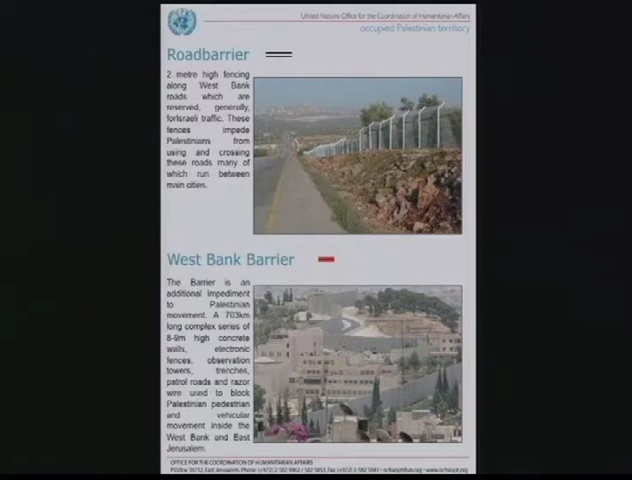 United Nations Office for the Coordination of Humanitarian Affairs
occupied Palestinian territory
Roadbarrier
2 metre high fencing
along West Bank
roads which are
reserved, generally,
forIsraeli traffic. These
fences impede
Palestinians from
using and crossing
these roads many of
which run between
main cities.
West Bank Barrier
The Barrier is an
additional impediment
to Palestinian
movement. A 703km
long complex series of
8-9m high concrete
walls, electronic
fences, observation
towers, trenches,
patrol roads and razor
wire used to block
Palestinian pedestrian
and vehicular
movement inside the
West Bank and East
Jerusalem.
OFFICE FOR THE COORDINATION OF HUMANITARIAN AFFAIRS